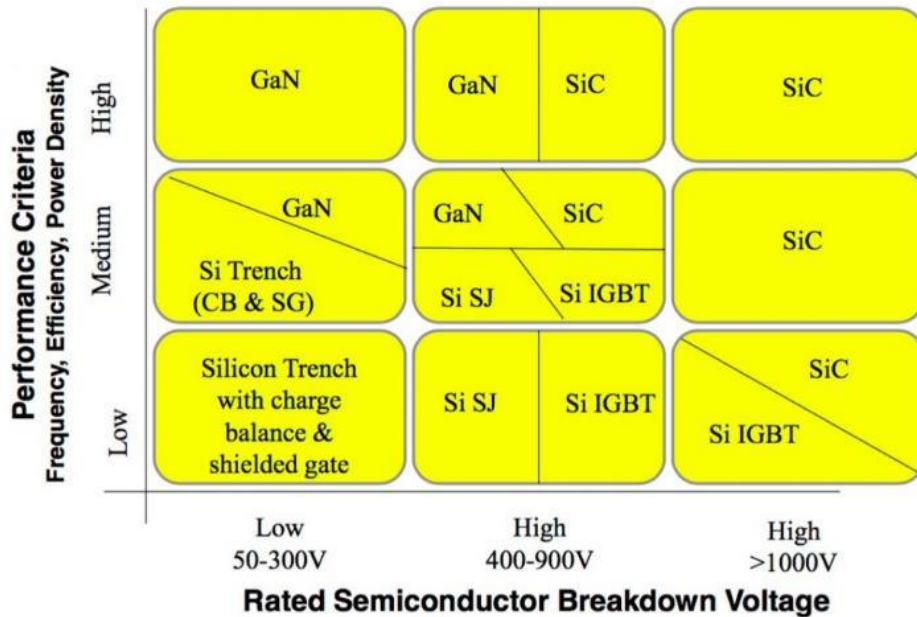 Performance Criteria
Frequency, Efficiency, Power Density
High
GaN
GaN
SiC
SiC
Medium
GaN
Si Trench
(CB & SG)
GaN
SiC
Si SJ
Si IGBT
SiC
Low
Silicon Trench
with charge
balance &
shielded gate
Si SJ
Si IGBT
SiC
Si IGBT
Low
50-300V
High
400-900V
High
>1000V
Rated Semiconductor Breakdown Voltage